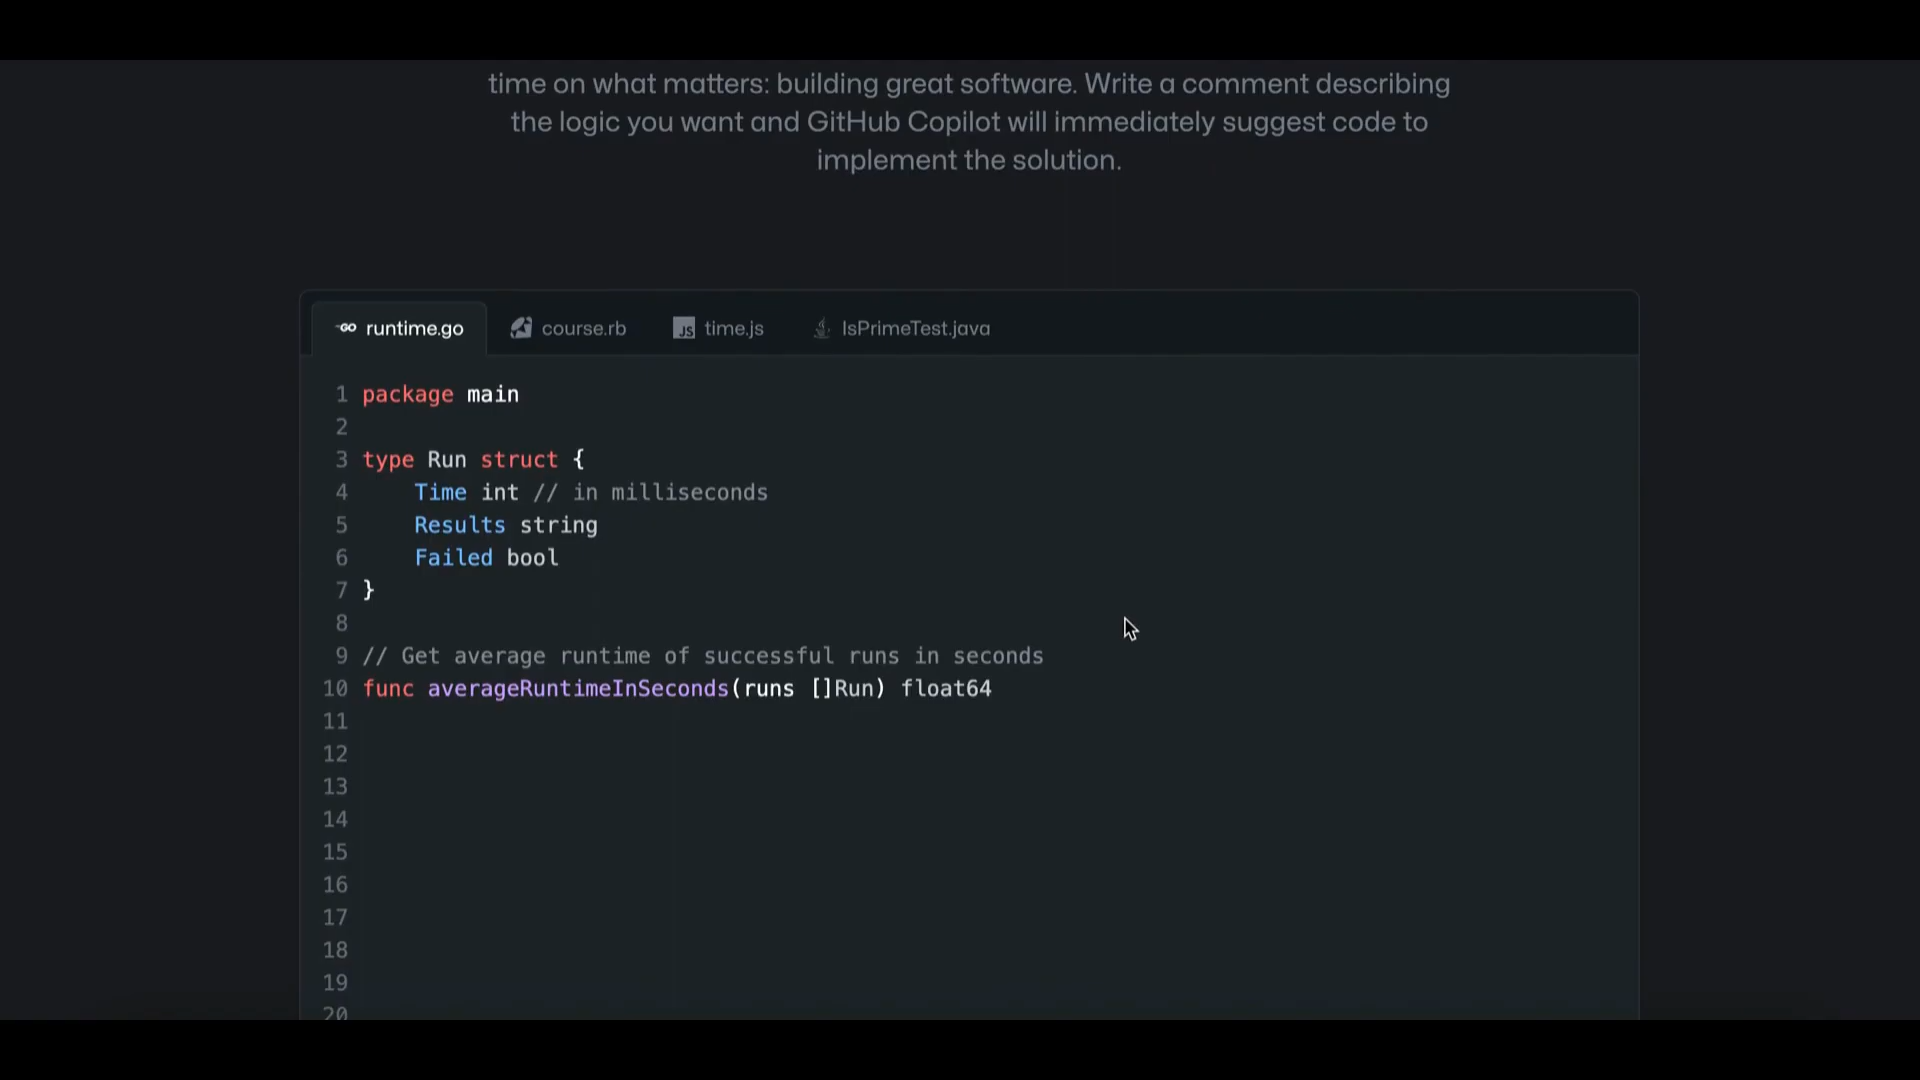 time on what matters: building great software. Write a comment describing
the logic you want and GitHub Copilot will immediately suggest code to
implement the solution.
GO runtime.go course.rb JS time.js IsPrimeTest.java
1 package main
2
3 type Run struct {
4     Time int // in milliseconds
5     Results string
6     Failed bool
7 }
8
9 // Get average runtime of successful runs in seconds
10 func averageRuntimeInSeconds(runs []Run) float64
11
12
13
14
15
16
17
18
19
20